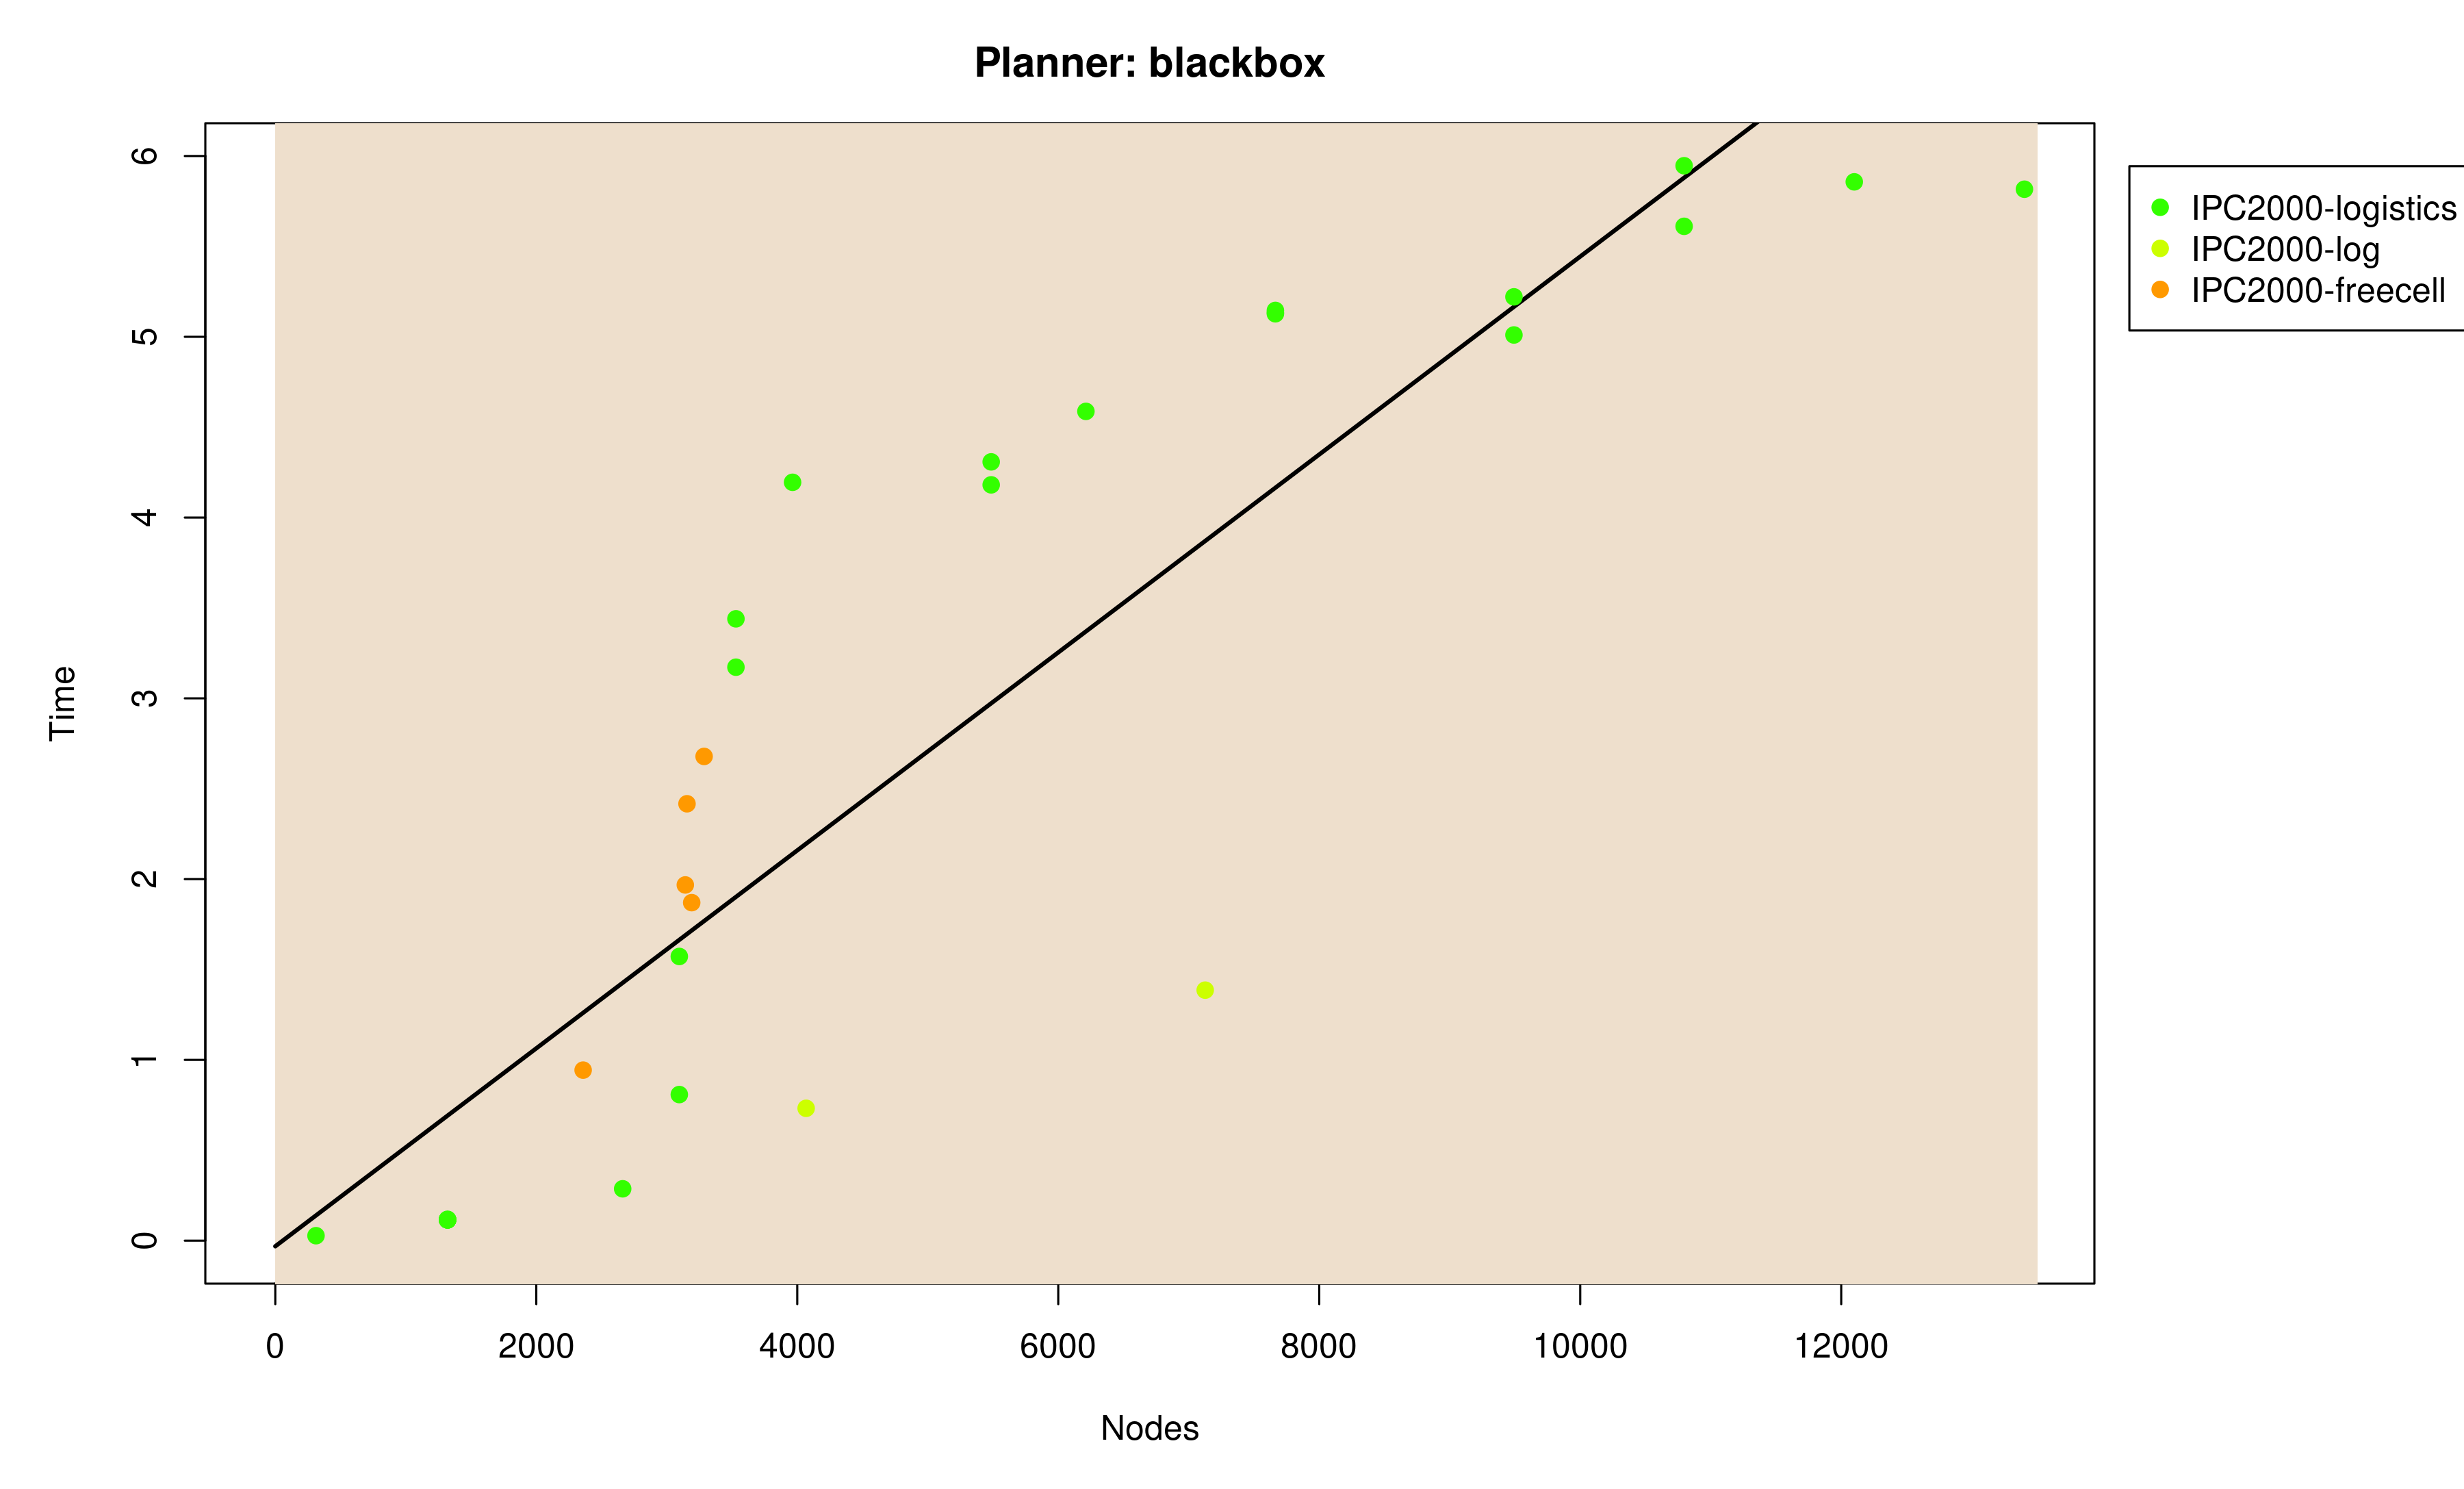 Planner: blackbox
6
5
4
3
2
1
0
Time
0 2000 4000 6000 8000 10000 12000
Nodes
IPC2000-logistics
IPC2000-log
IPC2000-freecell